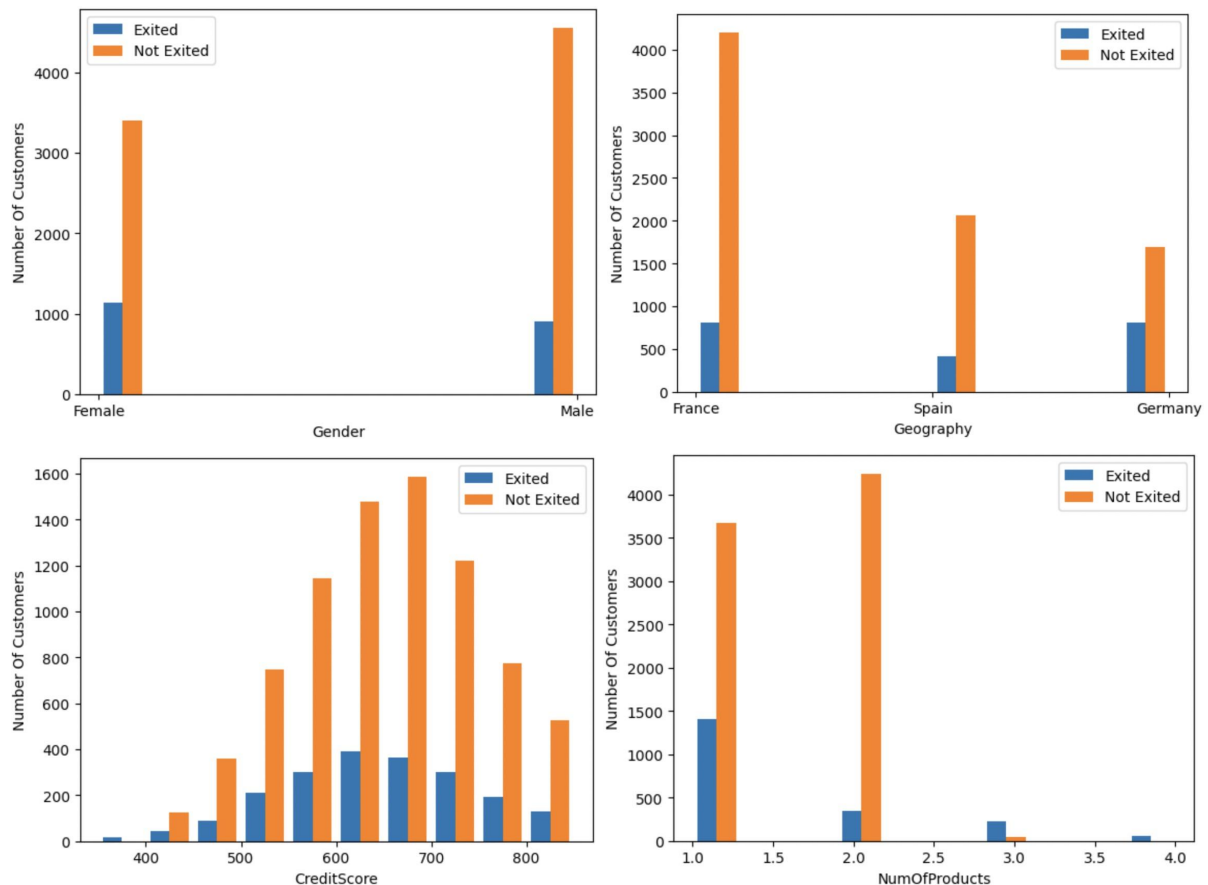 Exited
Not Exited
Number Of Customers
4000
3000
2000
1000
0
Female
Male
Gender
Exited
Not Exited
Number Of Customers
4000
3500
3000
2500
2000
1500
1000
500
0
France
Spain
Germany
Geography
Exited
Not Exited
Number Of Customers
1600
1400
1200
1000
800
600
400
200
0
400
500
600
700
800
CreditScore
Exited
Not Exited
Number Of Customers
4000
3500
3000
2500
2000
1500
1000
500
0
1.0
1.5
2.0
2.5
3.0
3.5
4.0
NumOfProducts